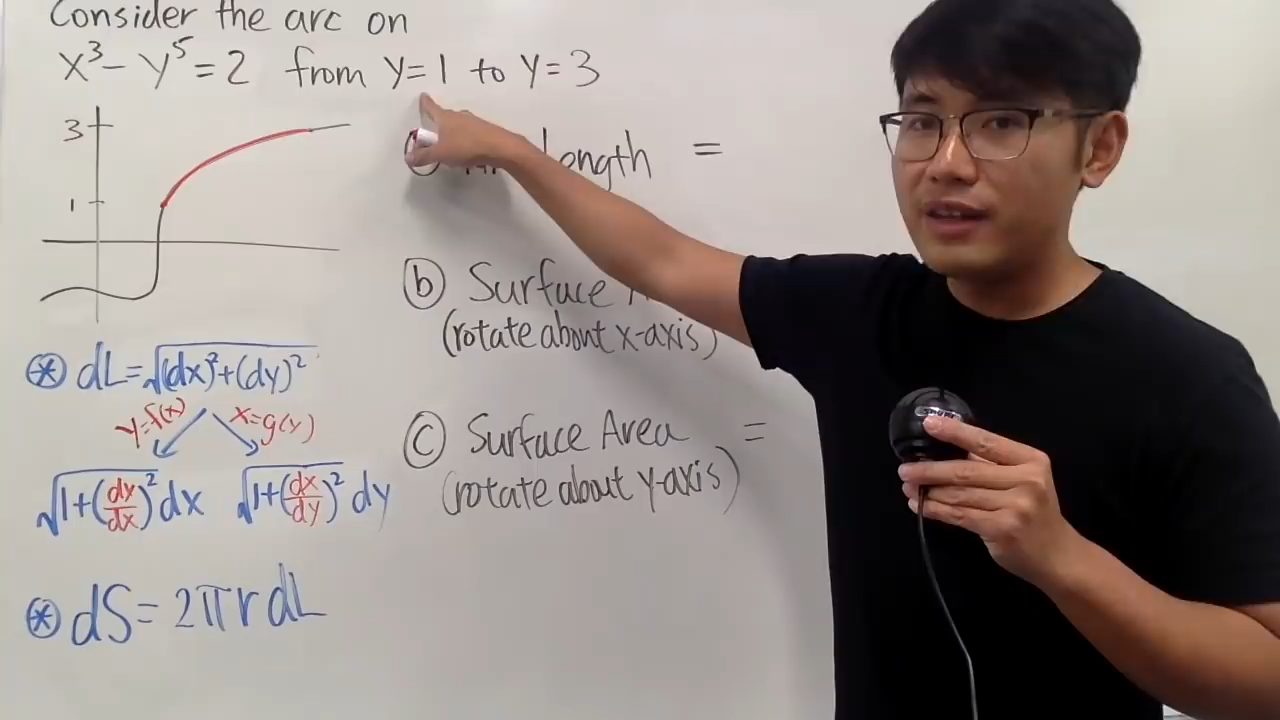 Consider the arc on
x³ - y⁵ = 2 from y=1 to y=3
3
1
length =
ⓑ Surface
(rotate about x-axis)
ⓒ Surface Area =
(rotate about y-axis)
⊛ dL = √((dx)²+(dy)²)
y=f(x) x=g(y)
√(1+(dy/dx)²) dx √(1+(dx/dy)²) dy
⊛ dS = 2πr dL
SHURE